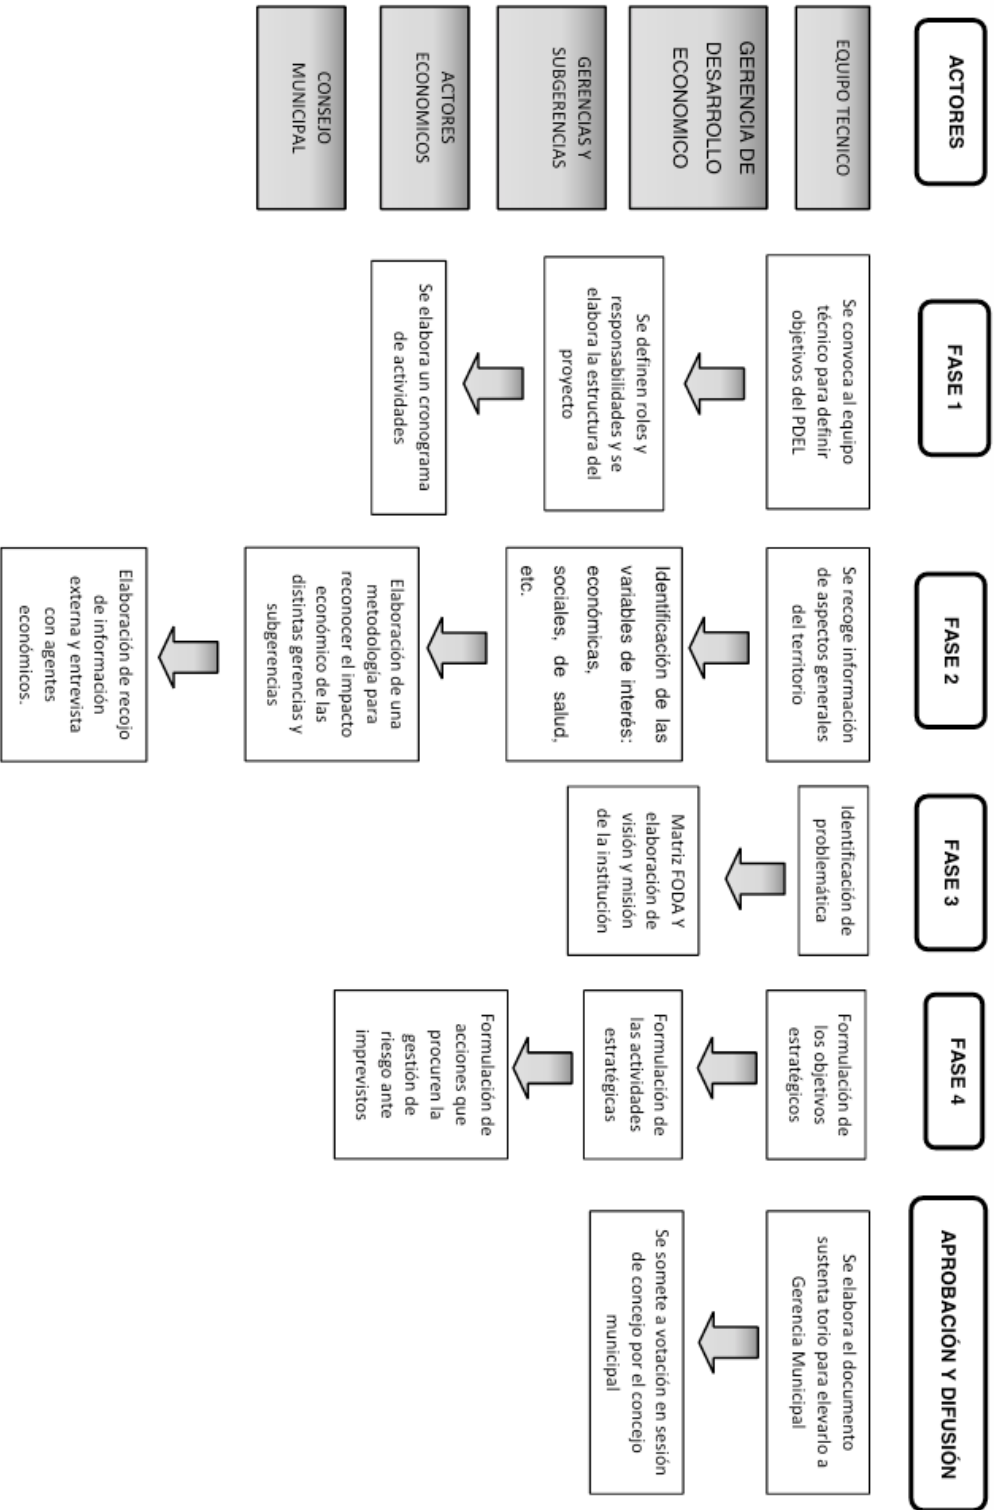 ACTORES
EQUIPO TECNICO
GERENCIA DE
DESARROLLO
ECONOMICO
GERENCIAS Y
SUBGERENCIAS
ACTORES
ECONOMICOS
CONSEJO
MUNICIPAL
FASE 1
Se convoca al equipo
técnico para definir
objetivos del PDEL
Se definen roles y
responsabilidades y se
elabora la estructura del
proyecto
Se elabora un cronograma
de actividades
FASE 2
Se recoge información
de aspectos generales
del territorio
Identificación de las
variables de interés:
económicas,
sociales, de salud,
etc.
Elaboración de una
metodología para
reconocer el impacto
económico de las
distintas gerencias y
subgerencias
Elaboración de recojo
de información
externa y entrevista
con agentes
económicos.
FASE 3
Identificación de
problemática
Matriz FODA Y
elaboración de
visión y misión
de la institución
FASE 4
Formulación de
los objetivos
estratégicos
Formulación de
las actividades
estratégicas
Formulación de
acciones que
procuren la
gestión de
riesgo ante
imprevistos
APROBACIÓN Y DIFUSIÓN
Se elabora el documento
sustenta torio para elevarlo a
Gerencia Municipal
Se somete a votación en sesión
de concejo por el concejo
municipal